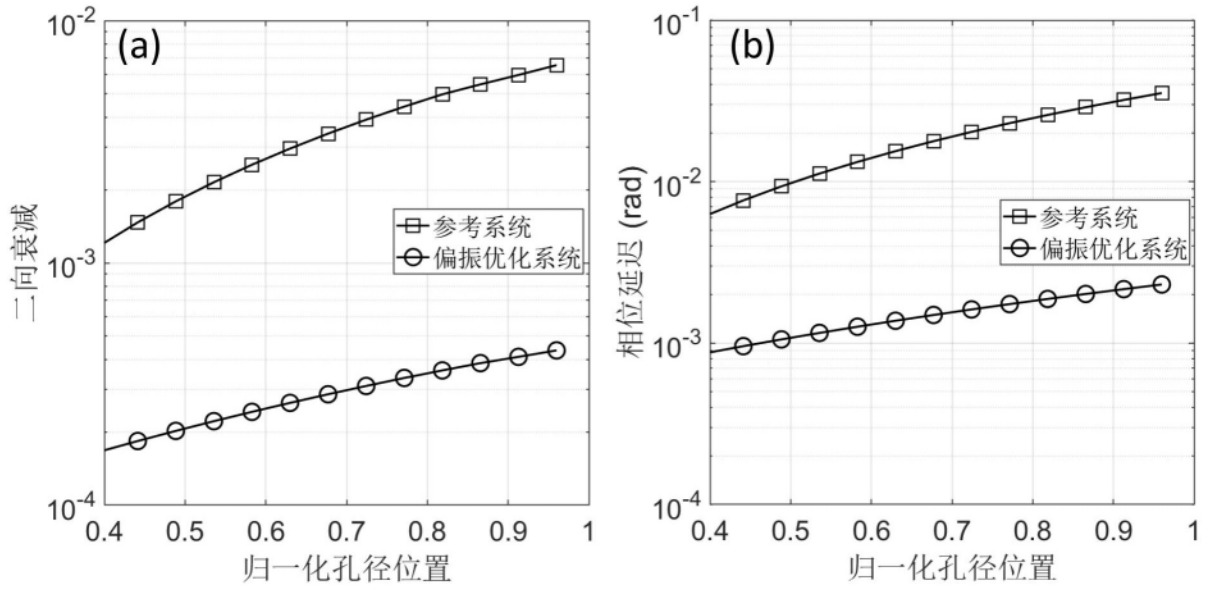 (a)
10⁻²
10⁻³
10⁻⁴
二向衰减
参考系统
偏振优化系统
0.4 0.5 0.6 0.7 0.8 0.9 1
归一化孔径位置
(b)
10⁻¹
10⁻²
10⁻³
10⁻⁴
相位延迟 (rad)
参考系统
偏振优化系统
0.4 0.5 0.6 0.7 0.8 0.9 1
归一化孔径位置